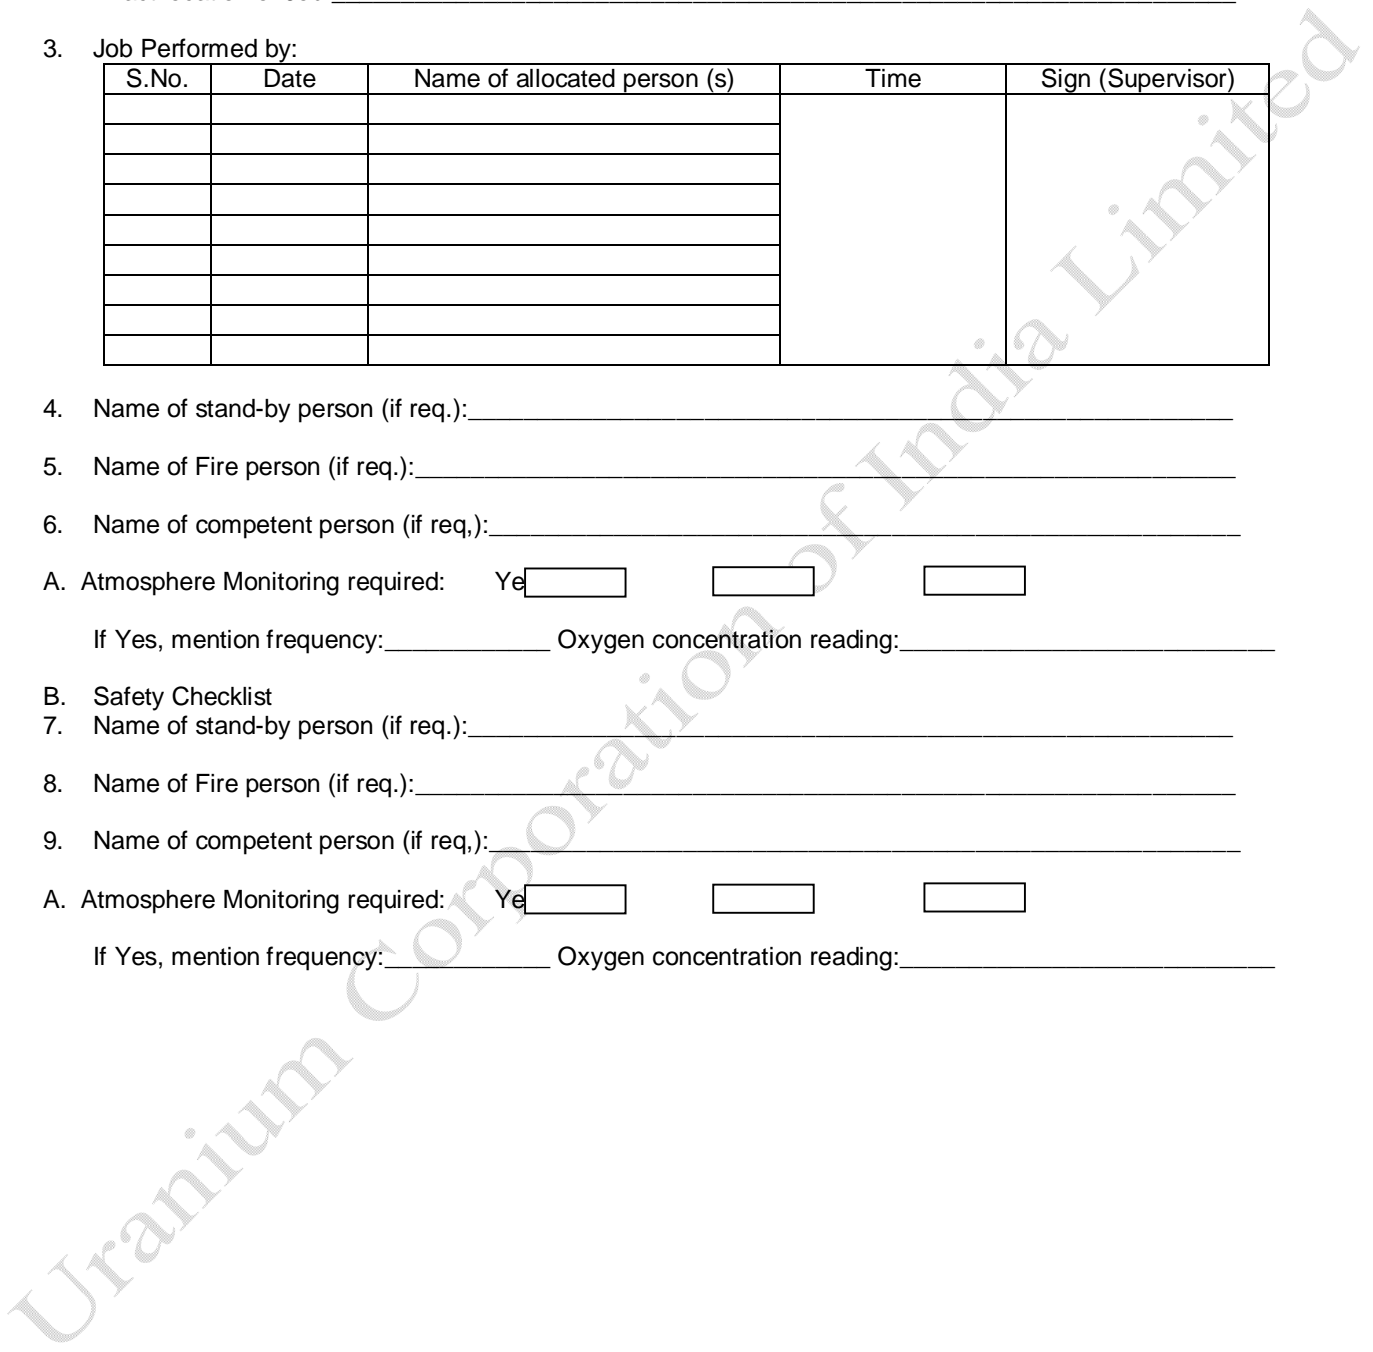 3. Job Performed by:
S.No. Date Name of allocated person (s) Time Sign (Supervisor)
4. Name of stand-by person (if req.):
5. Name of Fire person (if req.):
6. Name of competent person (if req,):
A. Atmosphere Monitoring required: Ye
If Yes, mention frequency:____________ Oxygen concentration reading:___________________________
B. Safety Checklist
7. Name of stand-by person (if req.):
8. Name of Fire person (if req.):
9. Name of competent person (if req,):
A. Atmosphere Monitoring required: Ye
If Yes, mention frequency:____________ Oxygen concentration reading:___________________________
Uranium Corporation of India Limited